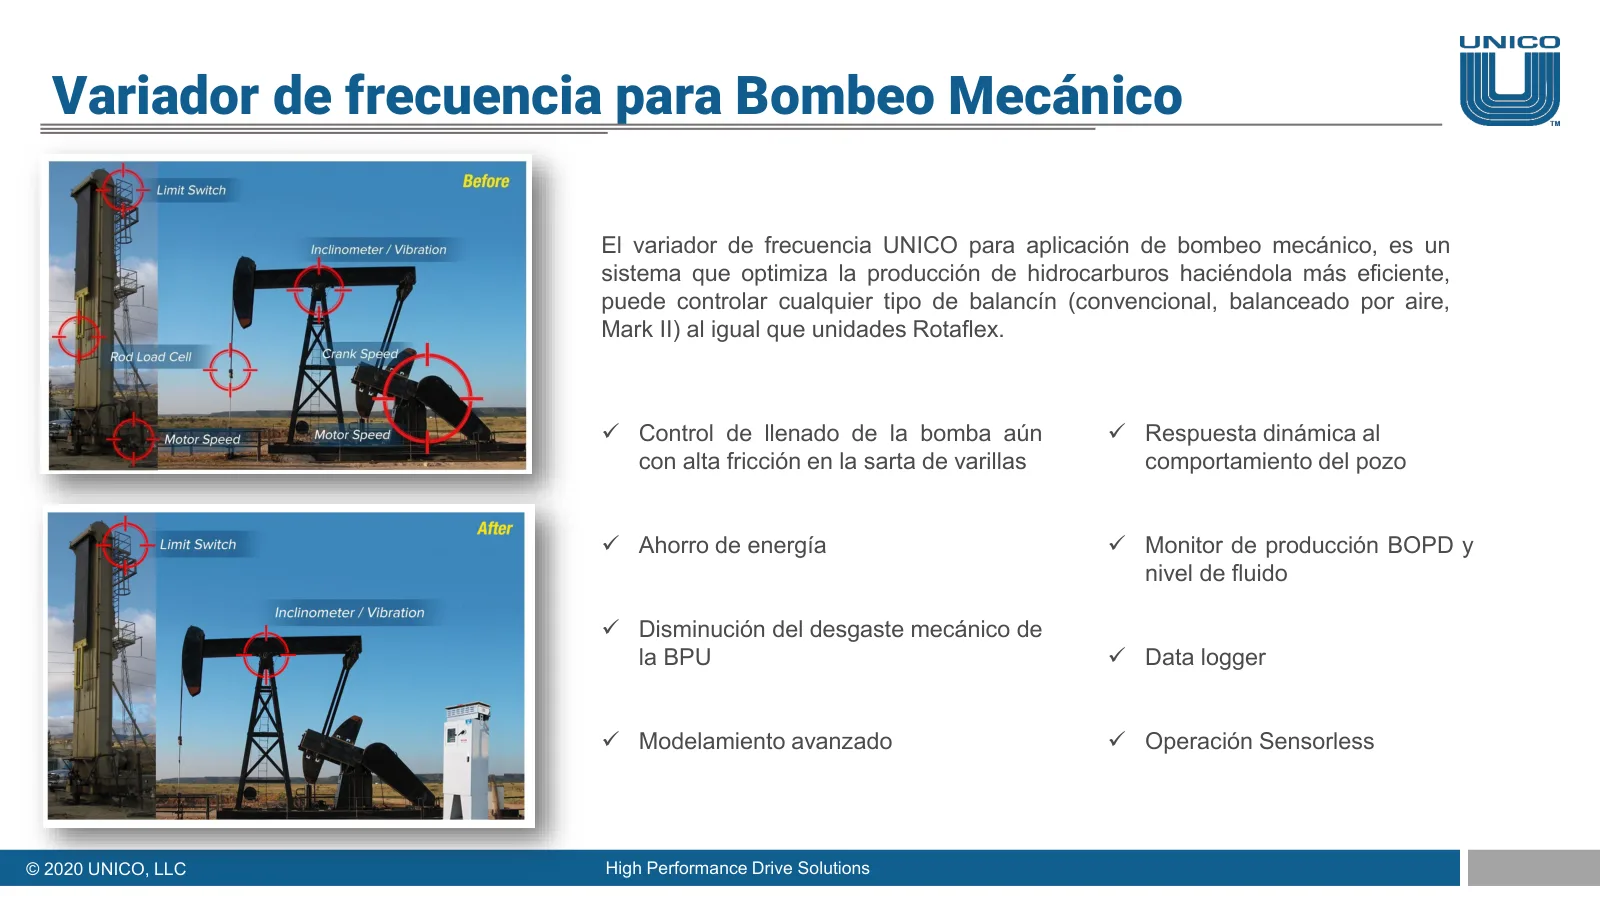 UNICO
TM
Variador de frecuencia para Bombeo Mecánico
Before
Limit Switch
Inclinometer / Vibration
Rod Load Cell
Crank Speed
Motor Speed
Motor Speed
After
Limit Switch
Inclinometer / Vibration
El variador de frecuencia UNICO para aplicación de bombeo mecánico, es un
sistema que optimiza la producción de hidrocarburos haciéndola más eficiente,
puede controlar cualquier tipo de balancín (convencional, balanceado por aire,
Mark II) al igual que unidades Rotaflex.
✓ Control de llenado de la bomba aún
con alta fricción en la sarta de varillas
✓ Ahorro de energía
✓ Disminución del desgaste mecánico de
la BPU
✓ Modelamiento avanzado
✓ Respuesta dinámica al
comportamiento del pozo
✓ Monitor de producción BOPD y
nivel de fluido
✓ Data logger
✓ Operación Sensorless
© 2020 UNICO, LLC
High Performance Drive Solutions